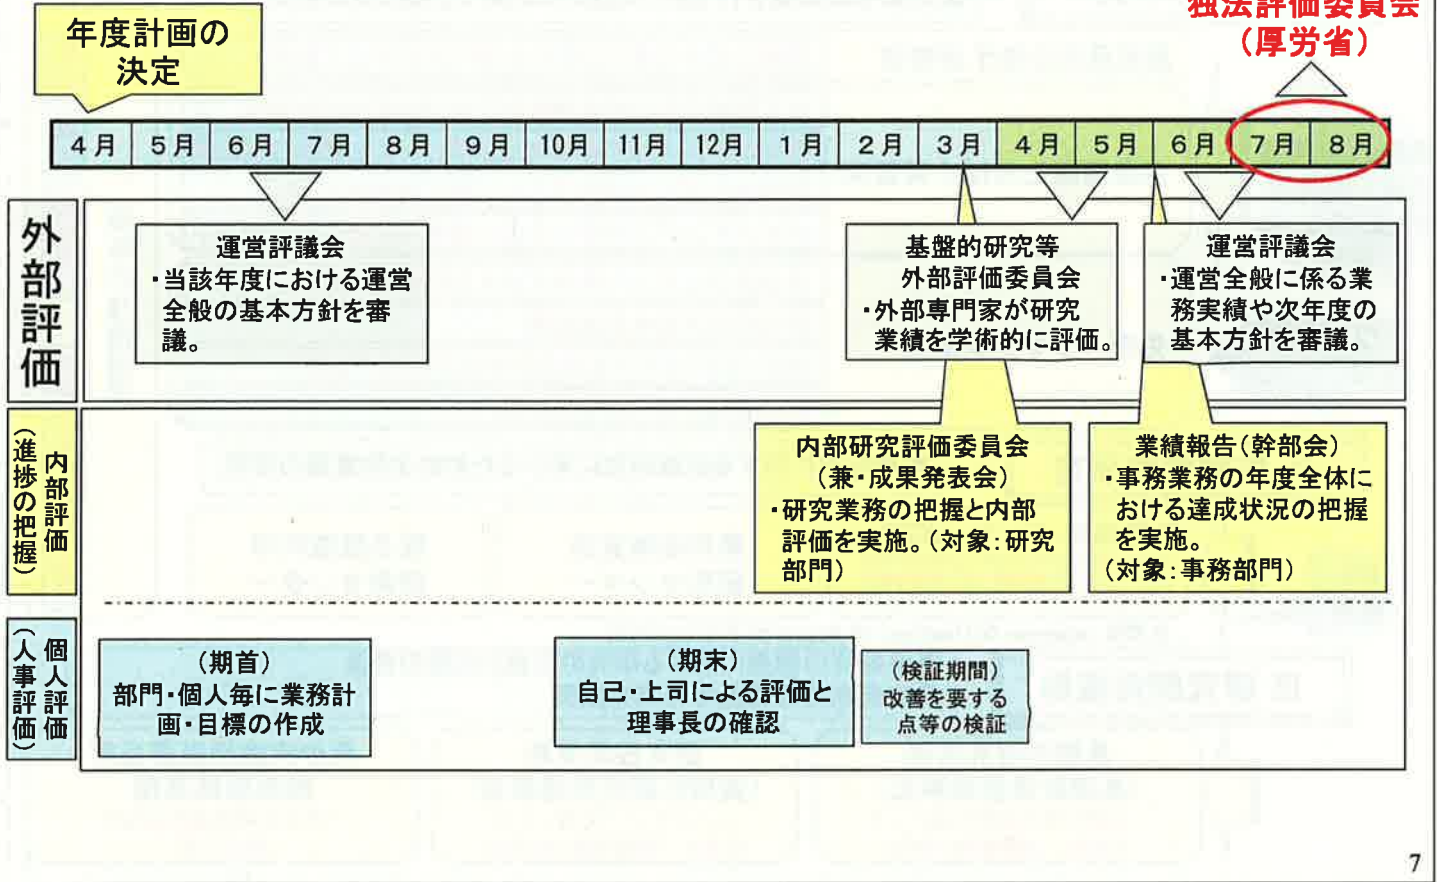 独法評価委員会
（厚労省）
年度計画の
決定
4月 5月 6月 7月 8月 9月 10月 11月 12月 1月 2月 3月 4月 5月 6月 7月 8月
外部評価
運営評議会
・当該年度における運営
全般の基本方針を審
議。
基盤的研究等
外部評価委員会
・外部専門家が研究
業績を学術的に評価。
運営評議会
・運営全般に係る業
務実績や次年度の
基本方針を審議。
内部評価
（進捗の把握）
内部研究評価委員会
（兼・成果発表会）
・研究業務の把握と内部
評価を実施。（対象：研究
部門）
業績報告（幹部会）
・事務業務の年度全体に
おける達成状況の把握
を実施。
（対象：事務部門）
個人評価
（人事評価）
（期首）
部門・個人毎に業務計
画・目標の作成
（期末）
自己・上司による評価と
理事長の確認
（検証期間）
改善を要する
点等の検証
7